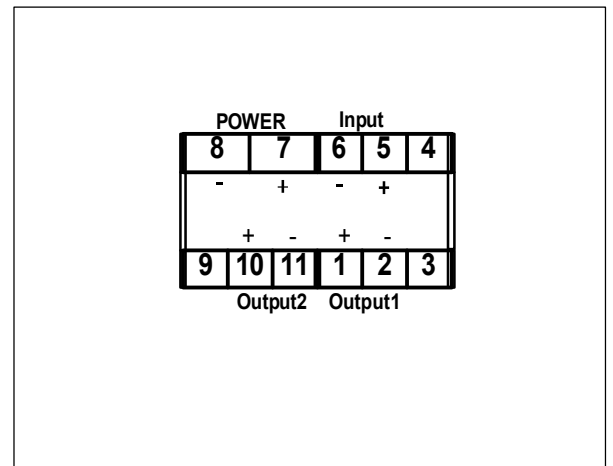 POWER Input
8 7 6 5 4
- + - +
+ - + -
9 10 11 1 2 3
Output2 Output1